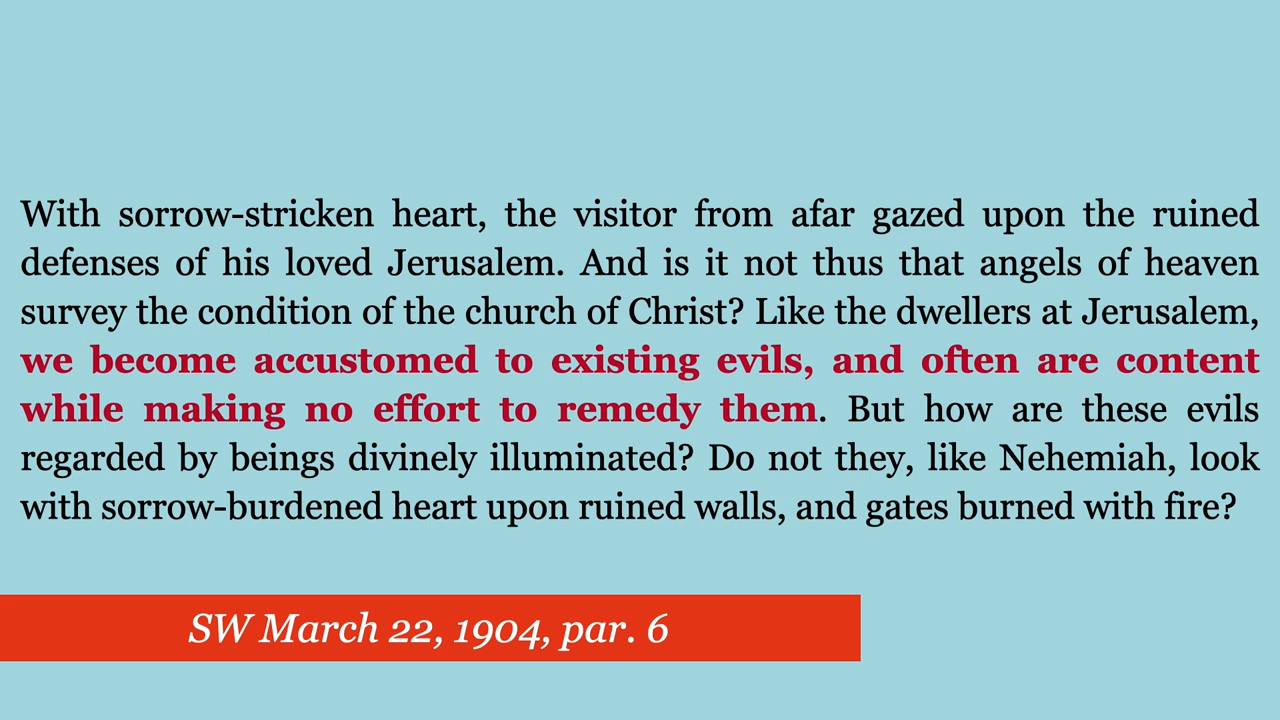 With sorrow-stricken heart, the visitor from afar gazed upon the ruined
defenses of his loved Jerusalem. And is it not thus that angels of heaven
survey the condition of the church of Christ? Like the dwellers at Jerusalem,
we become accustomed to existing evils, and often are content
while making no effort to remedy them. But how are these evils
regarded by beings divinely illuminated? Do not they, like Nehemiah, look
with sorrow-burdened heart upon ruined walls, and gates burned with fire?
SW March 22, 1904, par. 6